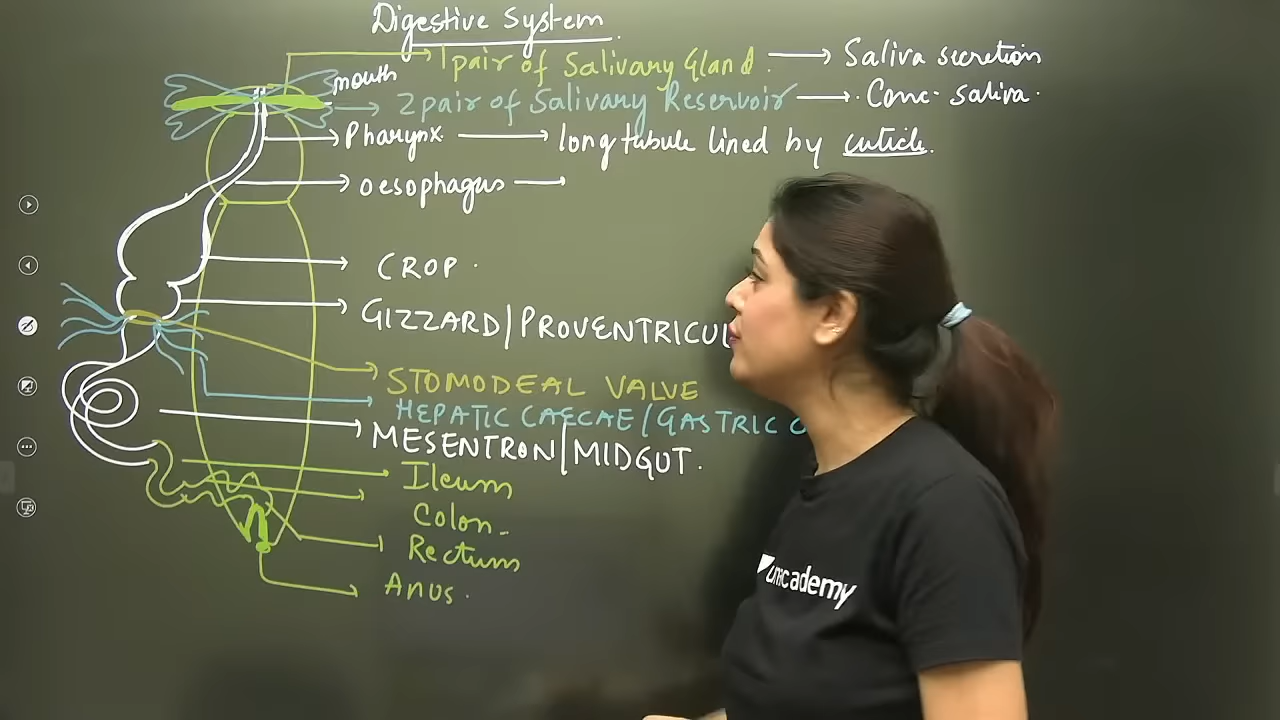 Digestive System
1 pair of Salivary Gland. → Saliva secretion
mouth
→ 2 pair of Salivary Reservoir → Conc. saliva.
Pharynx → long tubule lined by cuticle.
oesophagus →
CROP.
GIZZARD/PROVENTRICUL
STOMODEAL VALVE
HEPATIC CAECAE/GASTRIC C
MESENTRON/MIDGUT.
Ileum
Colon
Rectum
Anus.
unacademy